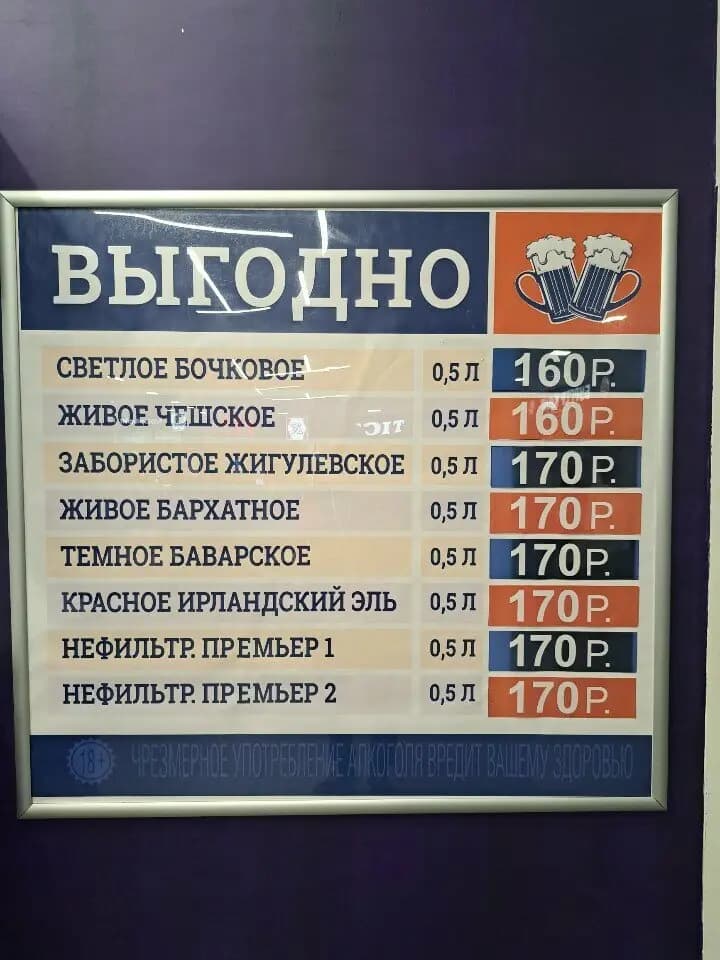 ВЫГОДНО
СВЕТЛОЕ БОЧКОВОЕ 0,5 Л 160Р.
ЖИВОЕ ЧЕШСКОЕ 0,5 Л 160Р.
ЗАБОРИСТОЕ ЖИГУЛЕВСКОЕ 0,5 Л 170Р.
ЖИВОЕ БАРХАТНОЕ 0,5 Л 170Р.
ТЕМНОЕ БАВАРСКОЕ 0,5 Л 170Р.
КРАСНОЕ ИРЛАНДСКИЙ ЭЛЬ 0,5 Л 170Р.
НЕФИЛЬТР. ПРЕМЬЕР 1 0,5 Л 170Р.
НЕФИЛЬТР. ПРЕМЬЕР 2 0,5 Л 170Р.
18+ ЧРЕЗМЕРНОЕ УПОТРЕБЛЕНИЕ АЛКОГОЛЯ ВРЕДИТ ВАШЕМУ ЗДОРОВЬЮ